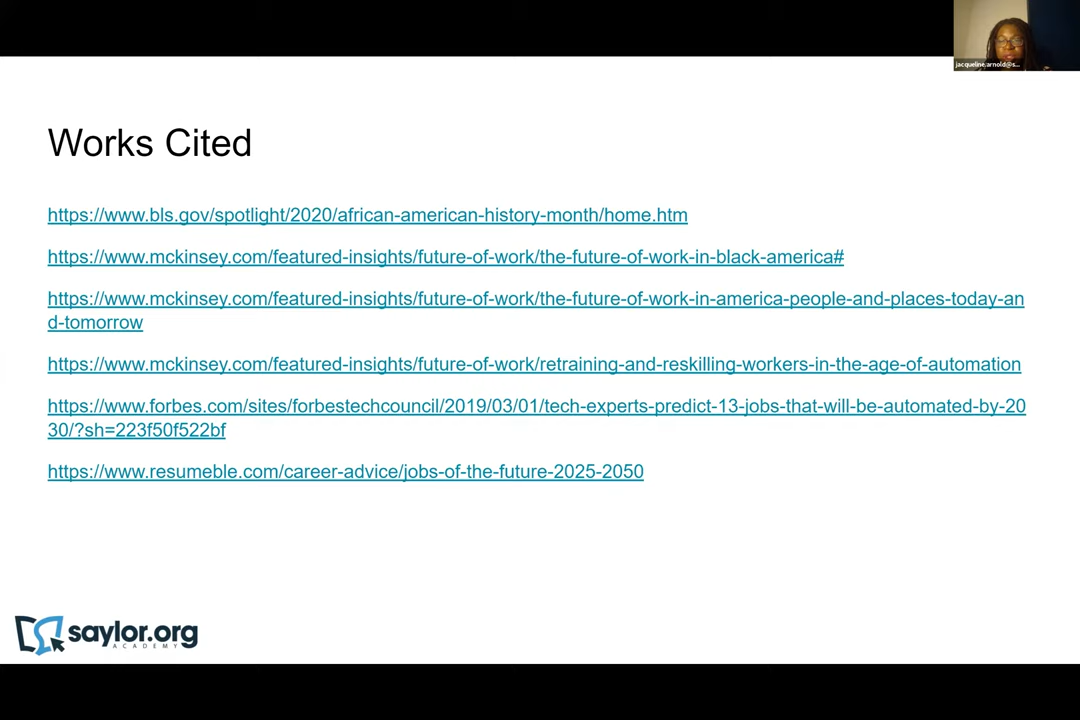 jacqueline.arnold@s...
Works Cited
https://www.bls.gov/spotlight/2020/african-american-history-month/home.htm
https://www.mckinsey.com/featured-insights/future-of-work/the-future-of-work-in-black-america#
https://www.mckinsey.com/featured-insights/future-of-work/the-future-of-work-in-america-people-and-places-today-an
d-tomorrow
https://www.mckinsey.com/featured-insights/future-of-work/retraining-and-reskilling-workers-in-the-age-of-automation
https://www.forbes.com/sites/forbestechcouncil/2019/03/01/tech-experts-predict-13-jobs-that-will-be-automated-by-20
30/?sh=223f50f522bf
https://www.resumeble.com/career-advice/jobs-of-the-future-2025-2050
saylor.org
ACADEMY